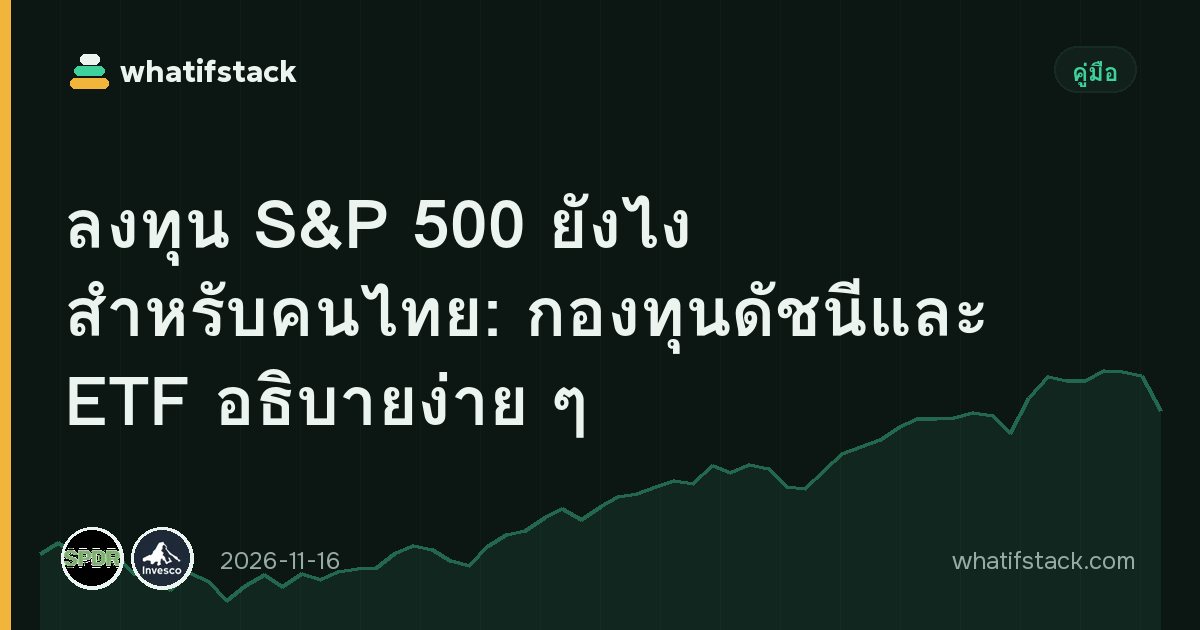 whatifstack
คู่มือ
ลงทุน S&P 500 ยังไง
สำหรับคนไทย: กองทุนดัชนีและ
ETF อธิบายง่าย ๆ
SPDR
Invesco
2026-11-16
whatifstack.com